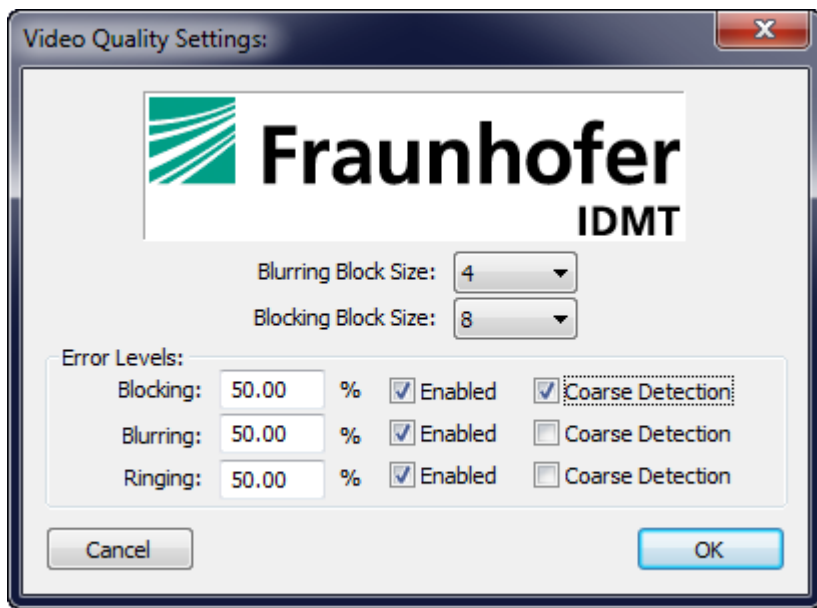 Video Quality Settings:
Fraunhofer
IDMT
Blurring Block Size: 4
Blocking Block Size: 8
Error Levels:
Blocking: 50.00 % Enabled Coarse Detection
Blurring: 50.00 % Enabled Coarse Detection
Ringing: 50.00 % Enabled Coarse Detection
Cancel OK